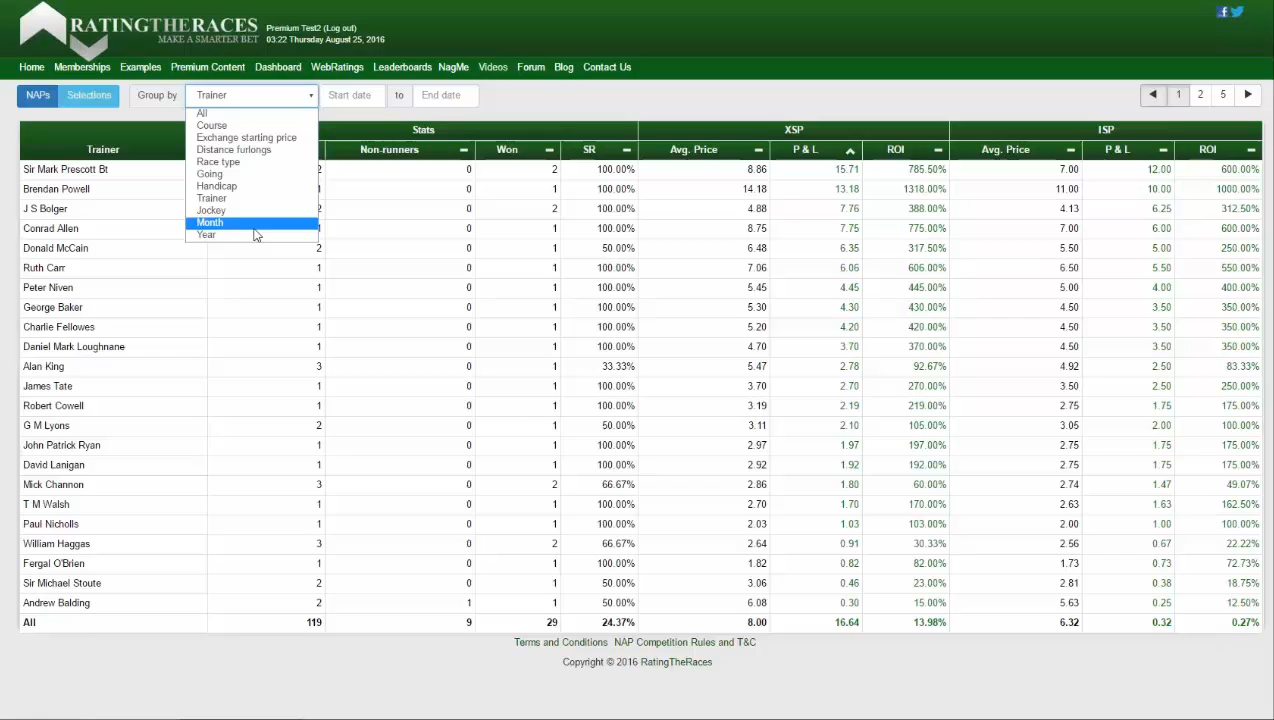 RATINGTHERACES
MAKE A SMARTER BET
Premium Test2 (Log out)
03:22 Thursday August 25, 2016
Home Memberships Examples Premium Content Dashboard WebRatings Leaderboards NagMe Videos Forum Blog Contact Us
NAPs Selections Group by Trainer Start date to End date 1 2 5
All
Course
Exchange starting price
Distance furlongs
Race type
Going
Handicap
Trainer
Jockey
Month
Year
Stats XSP ISP
Trainer Non-runners Won SR Avg. Price P & L ROI Avg. Price P & L ROI
Sir Mark Prescott Bt 2 0 2 100.00% 8.86 15.71 785.50% 7.00 12.00 600.00%
Brendan Powell 1 0 1 100.00% 14.18 13.18 1318.00% 11.00 10.00 1000.00%
J S Bolger 2 0 2 100.00% 4.88 7.76 388.00% 4.13 6.25 312.50%
Conrad Allen 1 0 1 100.00% 8.75 7.75 775.00% 7.00 6.00 600.00%
Donald McCain 2 0 1 50.00% 6.48 6.35 317.50% 5.50 5.00 250.00%
Ruth Carr 1 0 1 100.00% 7.06 6.06 606.00% 6.50 5.50 550.00%
Peter Niven 1 0 1 100.00% 5.45 4.45 445.00% 5.00 4.00 400.00%
George Baker 1 0 1 100.00% 5.30 4.30 430.00% 4.50 3.50 350.00%
Charlie Fellowes 1 0 1 100.00% 5.20 4.20 420.00% 4.50 3.50 350.00%
Daniel Mark Loughnane 1 0 1 100.00% 4.70 3.70 370.00% 4.50 3.50 350.00%
Alan King 3 0 1 33.33% 5.47 2.78 92.67% 4.92 2.50 83.33%
James Tate 1 0 1 100.00% 3.70 2.70 270.00% 3.50 2.50 250.00%
Robert Cowell 1 0 1 100.00% 3.19 2.19 219.00% 2.75 1.75 175.00%
G M Lyons 2 0 1 50.00% 3.11 2.10 105.00% 3.05 2.00 100.00%
John Patrick Ryan 1 0 1 100.00% 2.97 1.97 197.00% 2.75 1.75 175.00%
David Lanigan 1 0 1 100.00% 2.92 1.92 192.00% 2.75 1.75 175.00%
Mick Channon 3 0 2 66.67% 2.86 1.80 60.00% 2.74 1.47 49.07%
T M Walsh 1 0 1 100.00% 2.70 1.70 170.00% 2.63 1.63 162.50%
Paul Nicholls 1 0 1 100.00% 2.03 1.03 103.00% 2.00 1.00 100.00%
William Haggas 3 0 2 66.67% 2.64 0.91 30.33% 2.56 0.67 22.22%
Fergal O'Brien 1 0 1 100.00% 1.82 0.82 82.00% 1.73 0.73 72.73%
Sir Michael Stoute 2 0 1 50.00% 3.06 0.46 23.00% 2.81 0.38 18.75%
Andrew Balding 2 1 1 50.00% 6.08 0.30 15.00% 5.63 0.25 12.50%
All 119 9 29 24.37% 8.00 16.64 13.98% 6.32 0.32 0.27%
Terms and Conditions NAP Competition Rules and T&C
Copyright © 2016 RatingTheRaces